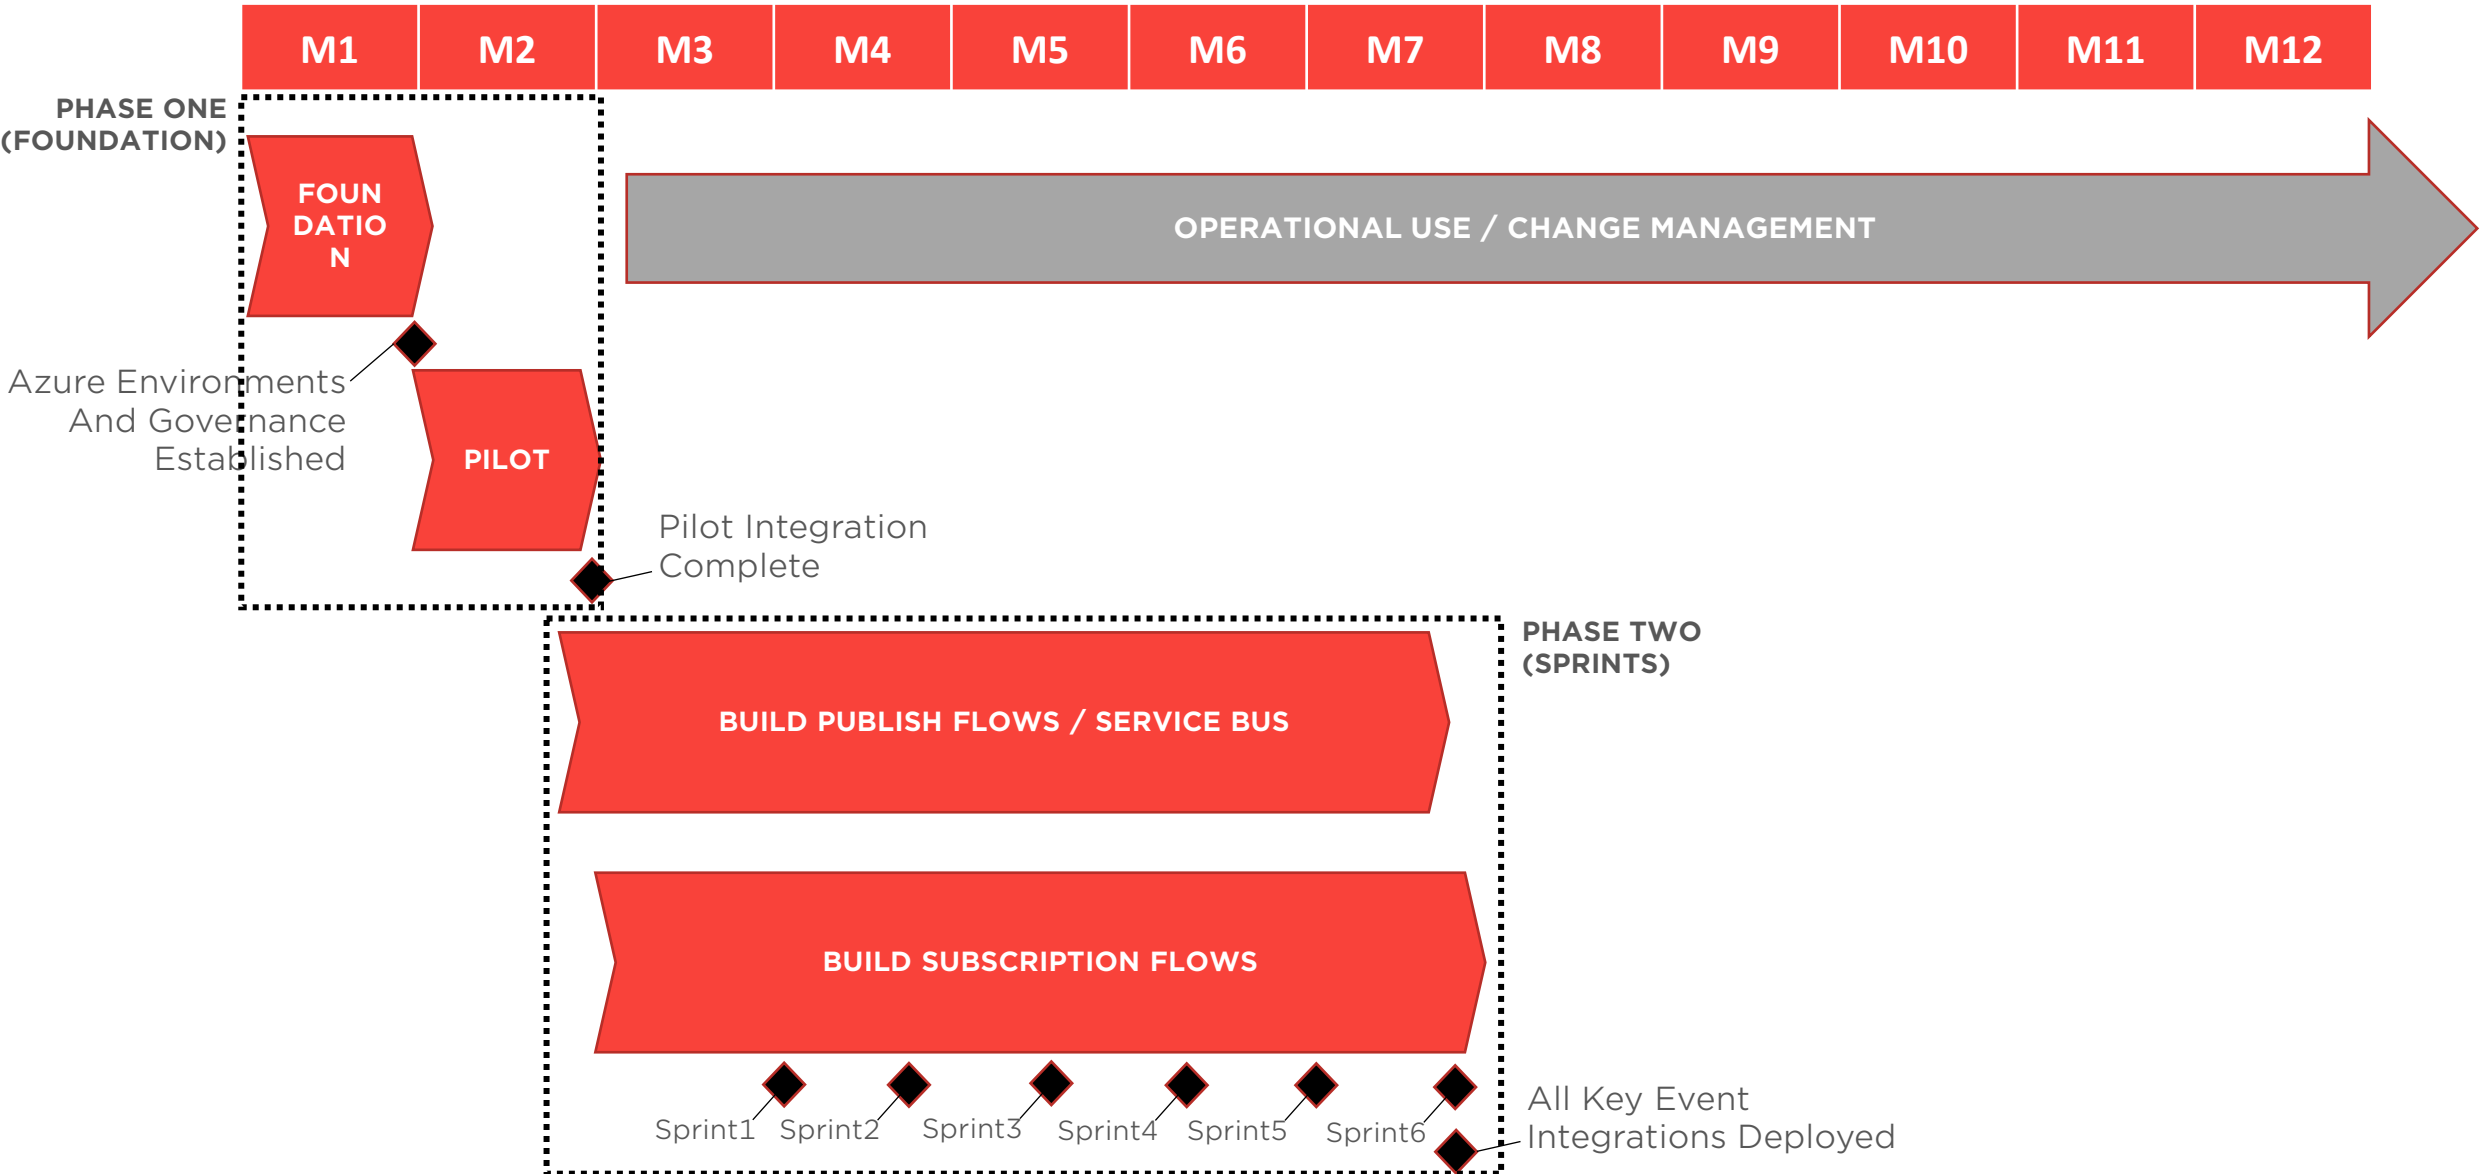 M1 M2 M3 M4 M5 M6 M7 M8 M9 M10 M11 M12
PHASE ONE
(FOUNDATION)
FOUN
DATIO
N
OPERATIONAL USE / CHANGE MANAGEMENT
Azure Environments
And Governance
Established
PILOT
Pilot Integration
Complete
PHASE TWO
(SPRINTS)
BUILD PUBLISH FLOWS / SERVICE BUS
BUILD SUBSCRIPTION FLOWS
Sprint1 Sprint2 Sprint3 Sprint4 Sprint5 Sprint6
All Key Event
Integrations Deployed